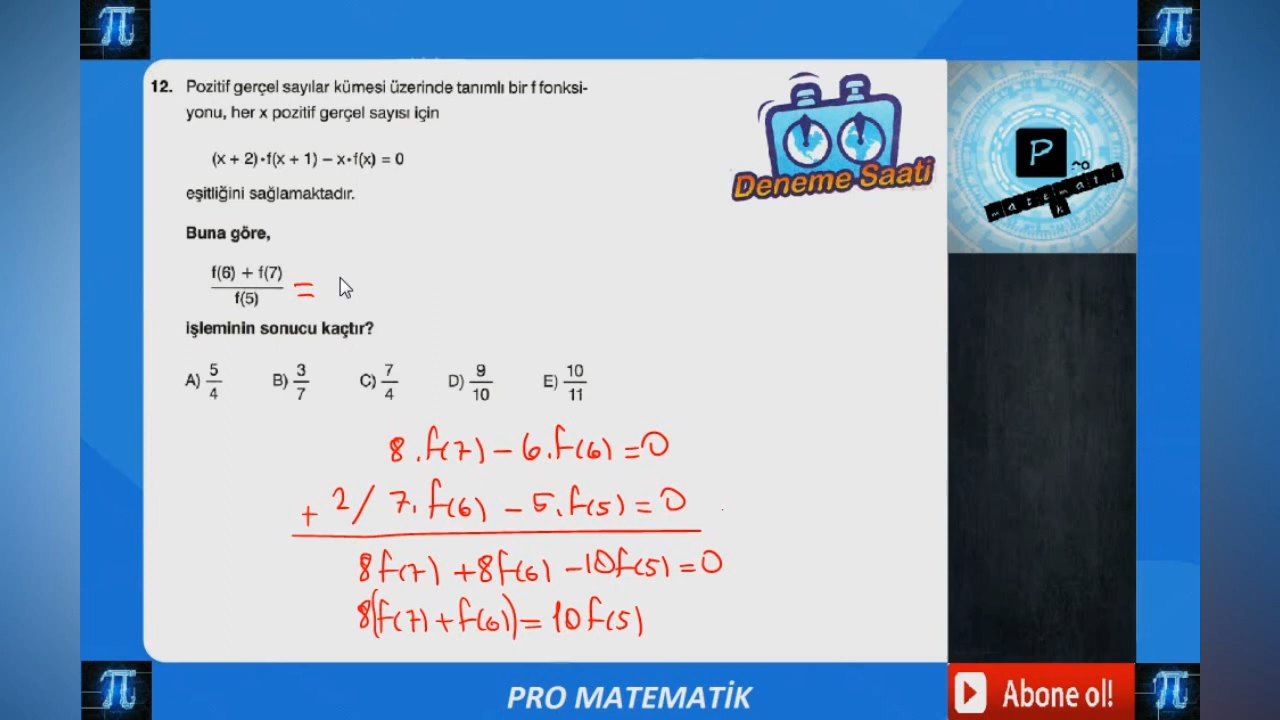 12. Pozitif gerçel sayılar kümesi üzerinde tanımlı bir f fonksi-
yonu, her x pozitif gerçel sayısı için
(x + 2)•f(x + 1) – x•f(x) = 0
eşitliğini sağlamaktadır.
Buna göre,
f(6) + f(7)
f(5)
=
işleminin sonucu kaçtır?
A) 5/4 B) 3/7 C) 7/4 D) 9/10 E) 10/11
8.f(7) – 6.f(6) = 0
+ 2/ 7.f(6) – 5.f(5) = 0
8f(7) + 8f(6) – 10f(5) = 0
8(f(7) + f(6)) = 10f(5)
Deneme Saati
P
matematik
π
π
π
π
PRO MATEMATİK
Abone ol!